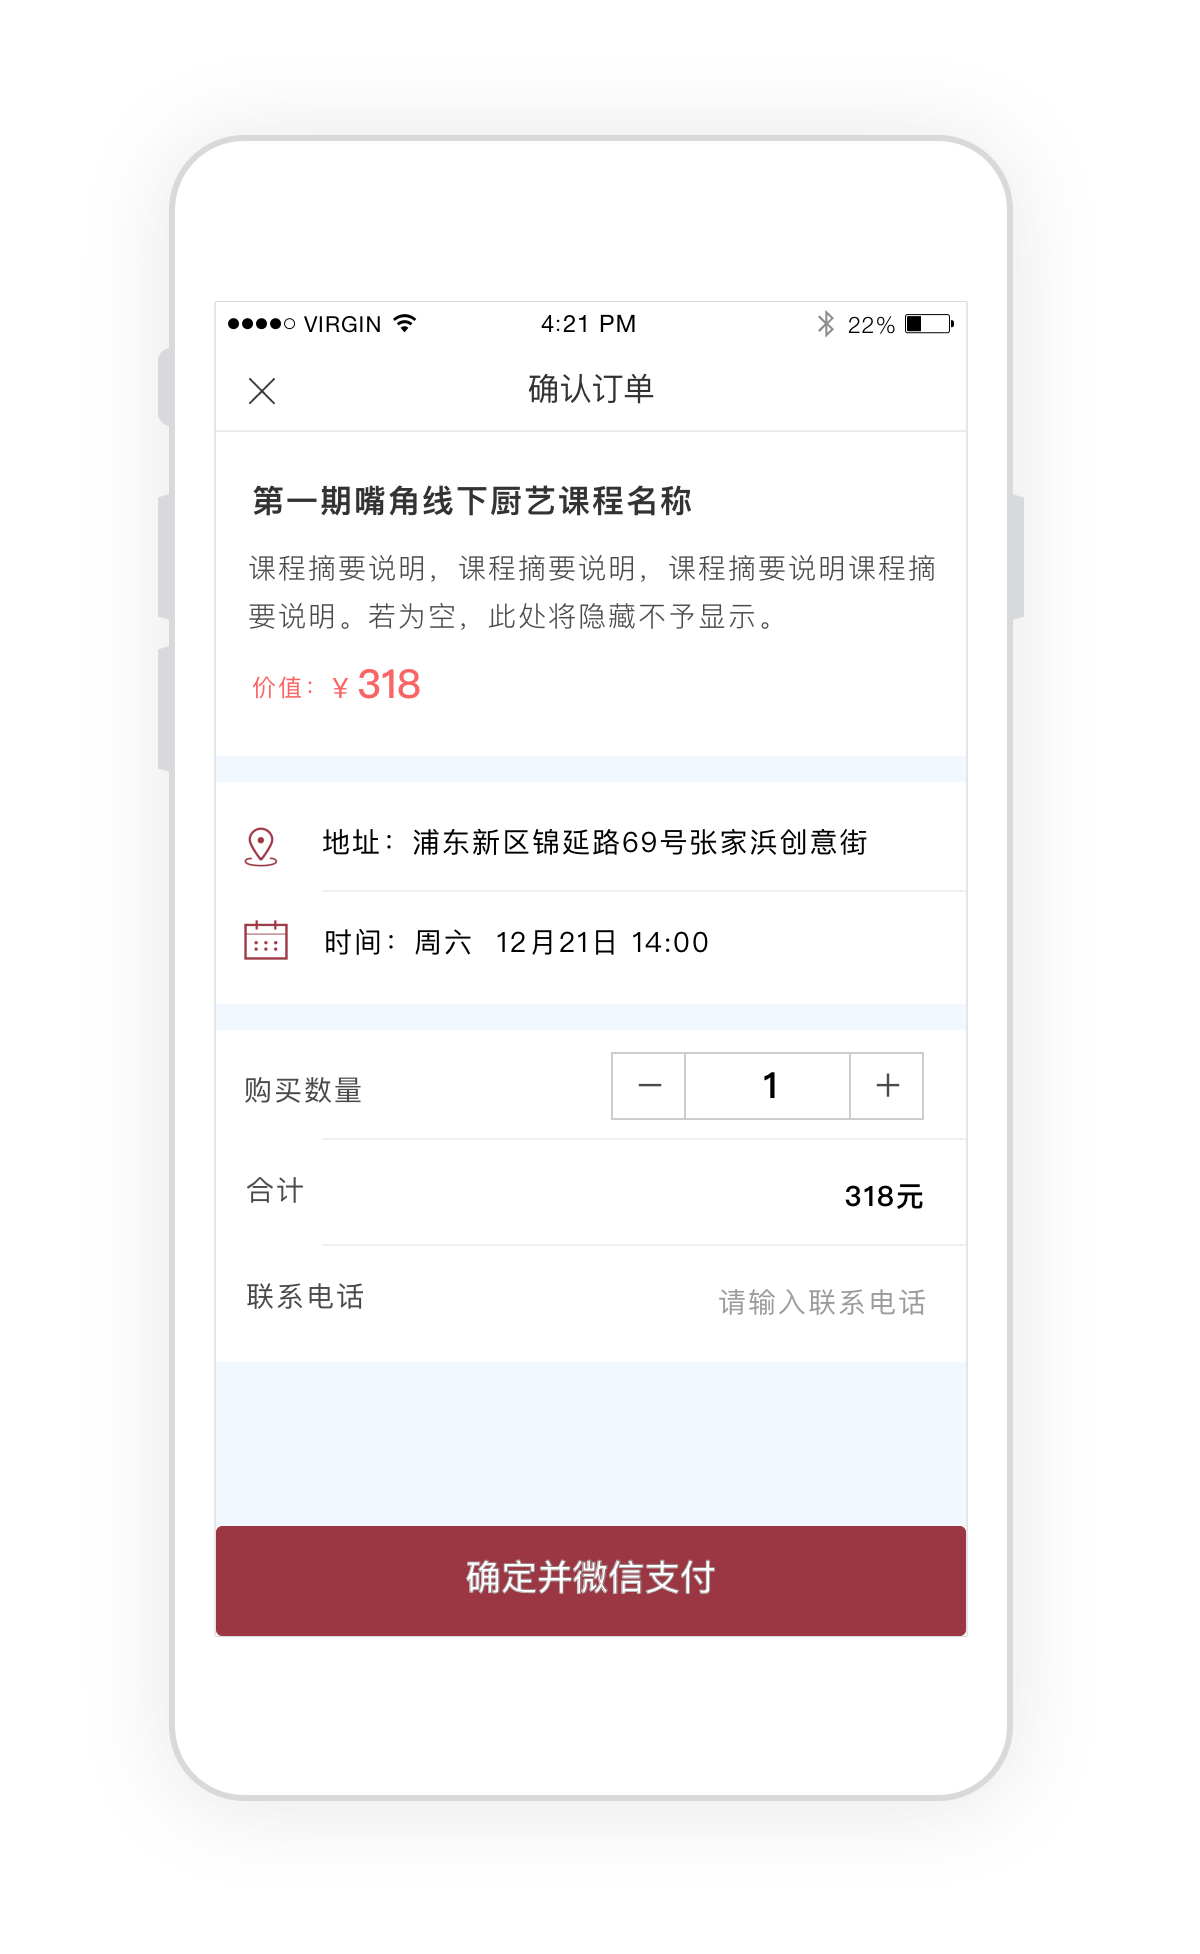 VIRGIN 4:21 PM 22%
确认订单
第一期嘴角线下厨艺课程名称
课程摘要说明，课程摘要说明，课程摘要说明课程摘
要说明。若为空，此处将隐藏不予显示。
价值：￥318
地址：浦东新区锦延路69号张家浜创意街
时间：周六 12月21日 14:00
购买数量 1
合计 318元
联系电话 请输入联系电话
确定并微信支付